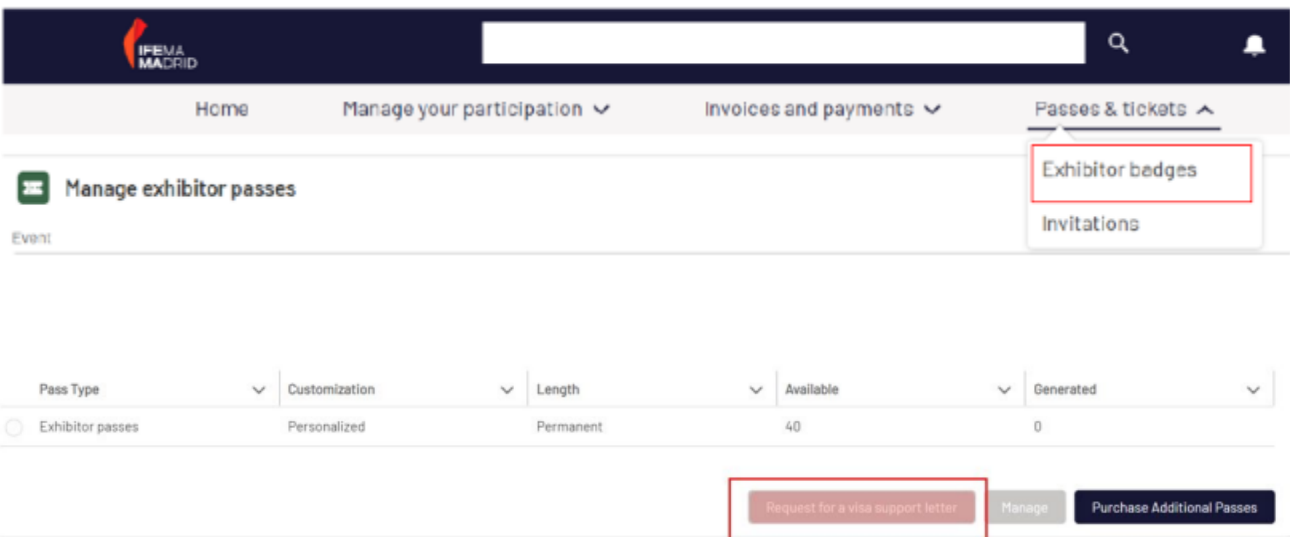 IFEMA
MADRID
Home Manage your participation Invoices and payments Passes & tickets
Exhibitor badges
Invitations
Manage exhibitor passes
Event
Pass Type Customization Length Available Generated
Exhibitor passes Personalized Permanent 40 0
Request for a visa support letter Manage Purchase Additional Passes